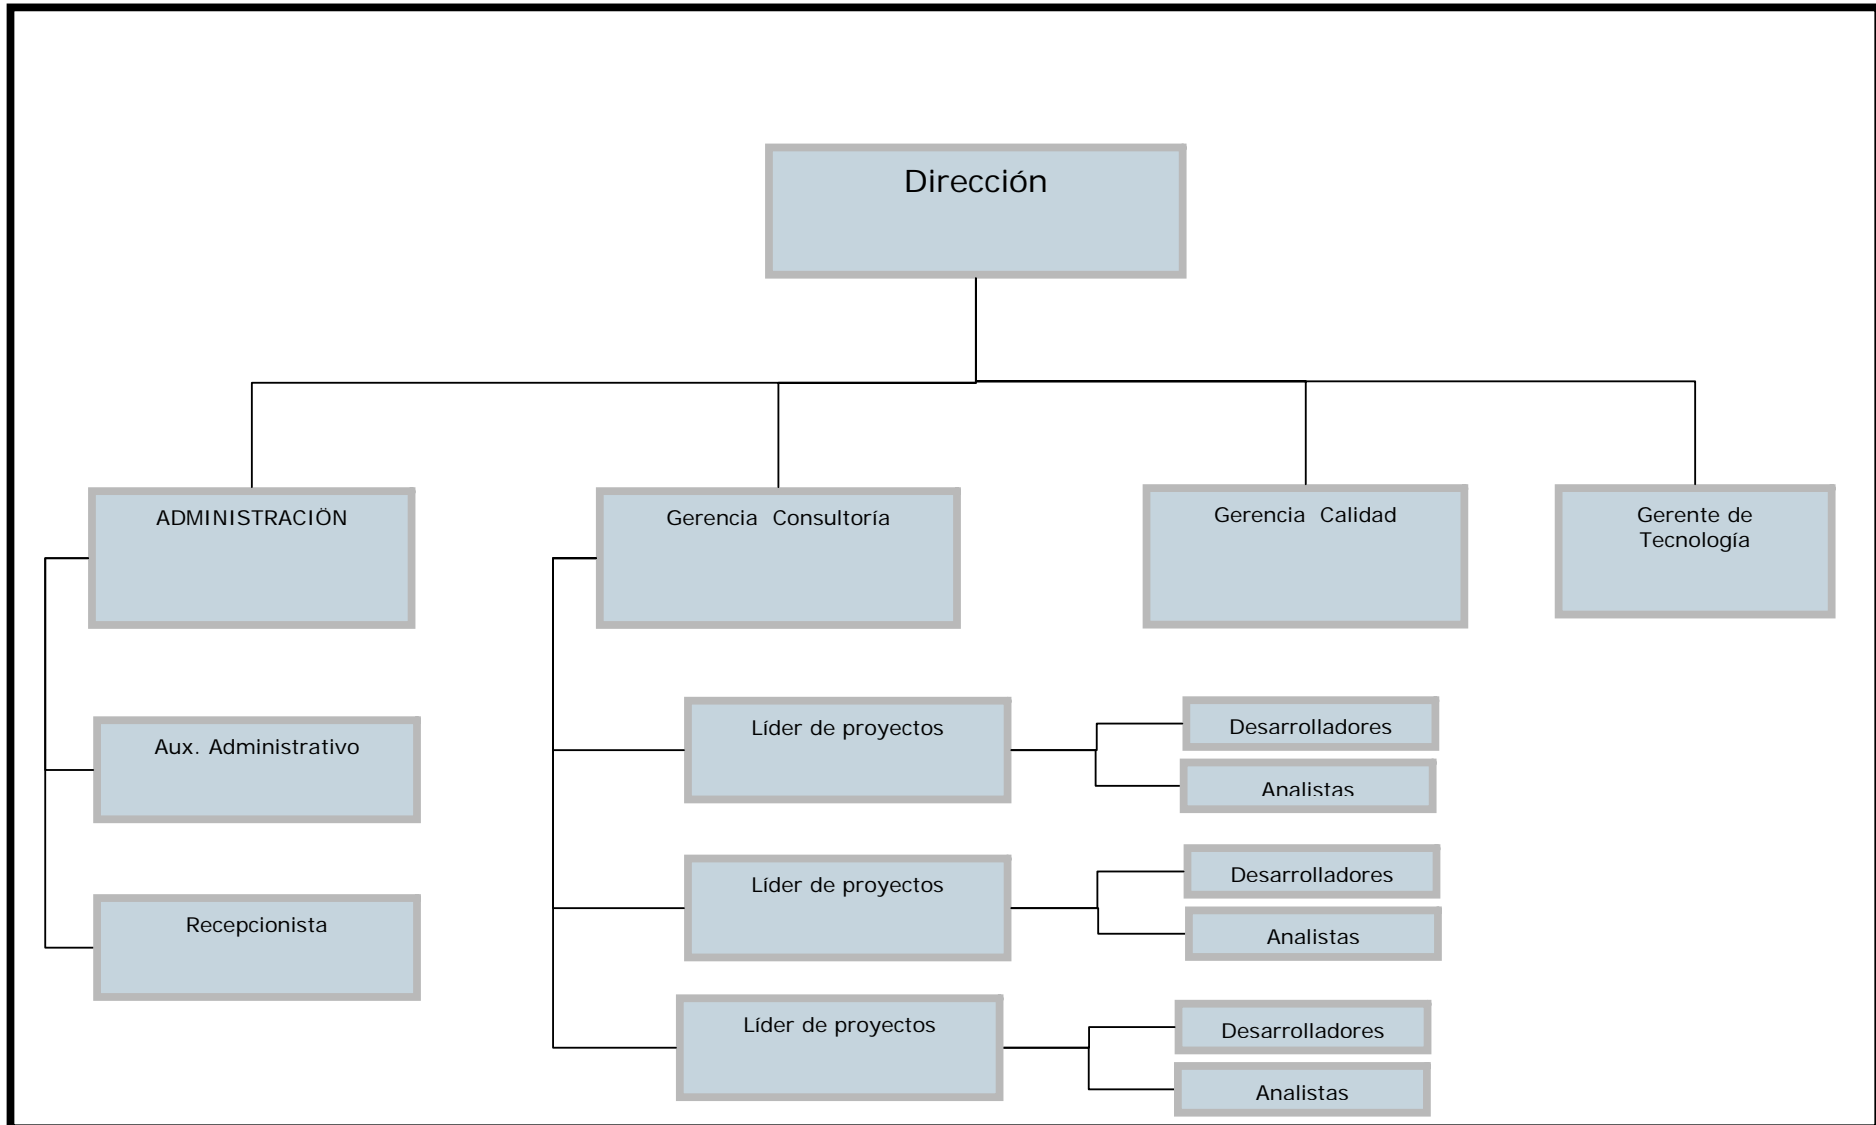 Dirección
ADMINISTRACIÖN
Gerencia Consultoría
Gerencia Calidad
Gerente de
Tecnología
Aux. Administrativo
Recepcionista
Líder de proyectos
Desarrolladores
Analistas
Líder de proyectos
Desarrolladores
Analistas
Líder de proyectos
Desarrolladores
Analistas